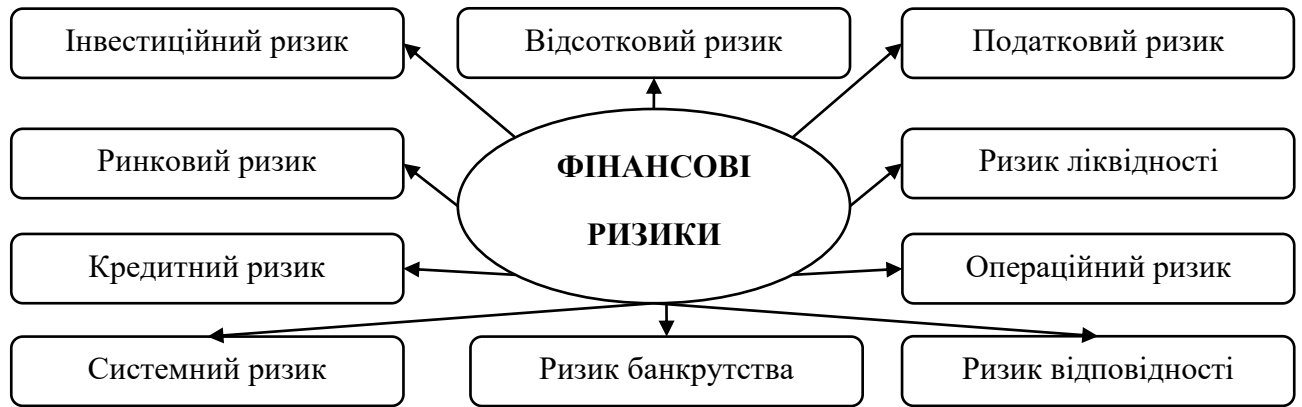 Інвестиційний ризик
Відсотковий ризик
Податковий ризик
Ринковий ризик
ФІНАНСОВІ
РИЗИКИ
Ризик ліквідності
Кредитний ризик
Операційний ризик
Системний ризик
Ризик банкрутства
Ризик відповідності